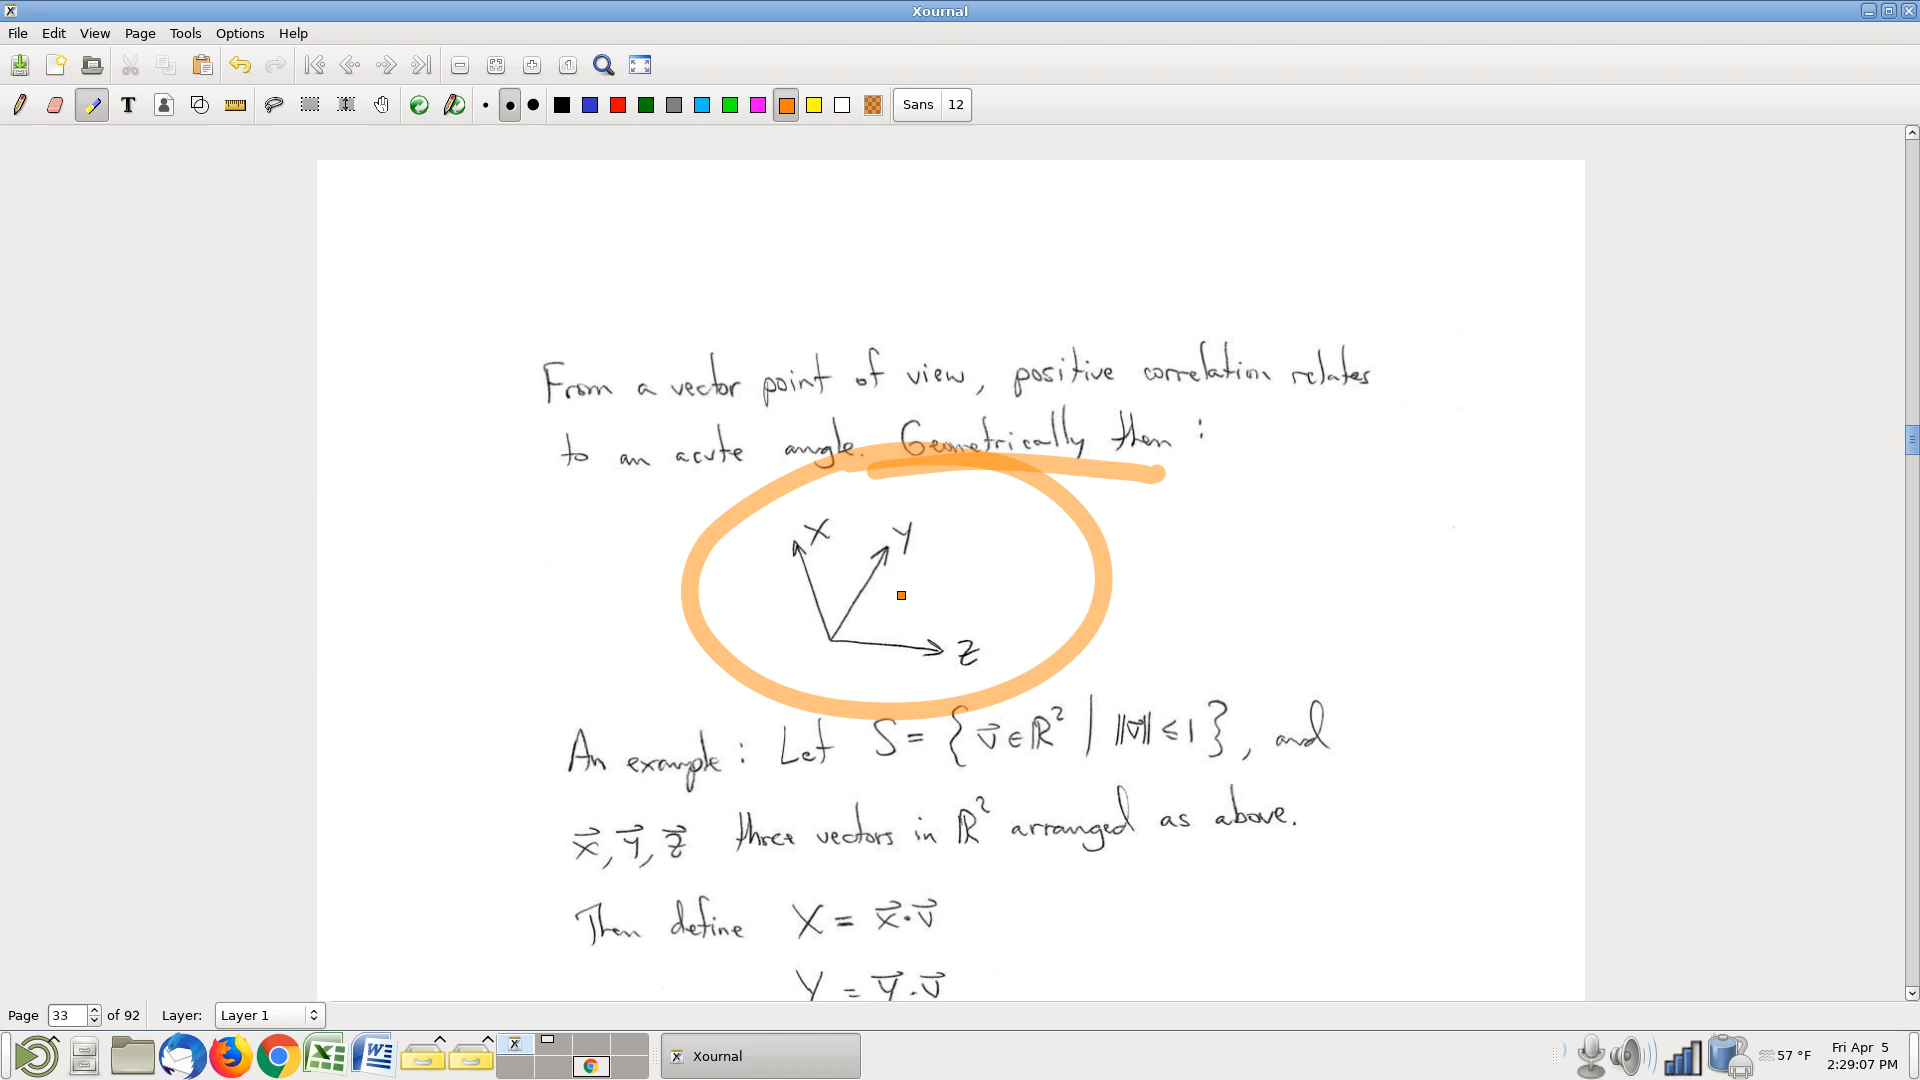 Xournal
File Edit View Page Tools Options Help
Sans 12
From a vector point of view, positive correlation relates
to an acute angle. Geometrically then :
X Y
Z
An example : Let S = { v⃗ ∈ ℝ² | ‖v⃗‖ ≤ 1 }, and
x⃗, y⃗, z⃗ three vectors in ℝ² arranged as above.
Then define X = x⃗·v⃗
Y = y⃗·v⃗
Page 33 of 92 Layer: Layer 1
Xournal
57 °F
Fri Apr 5
2:29:07 PM